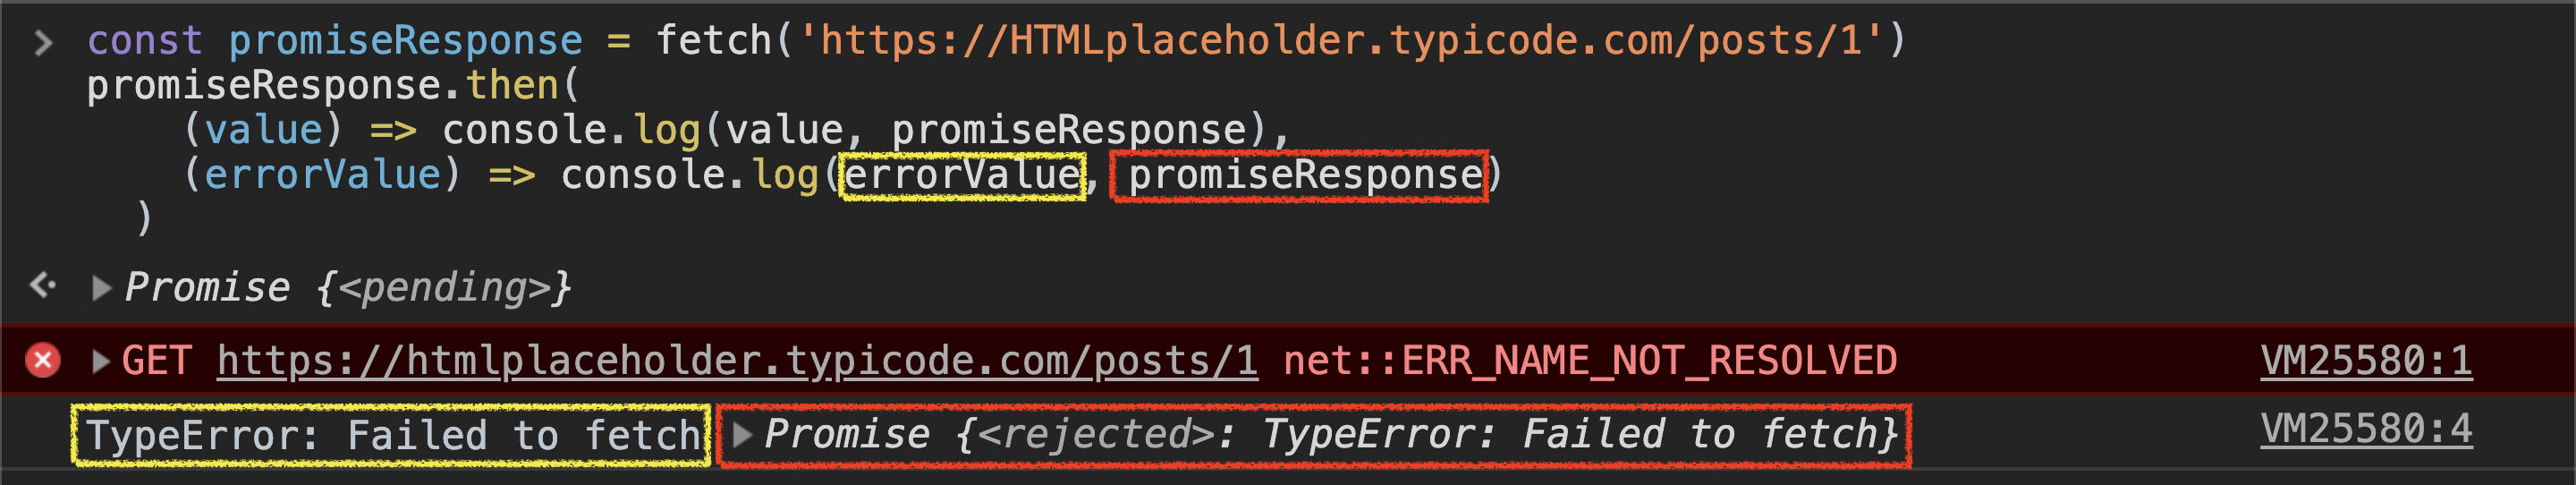 const promiseResponse = fetch('https://HTMLplaceholder.typicode.com/posts/1')
promiseResponse.then(
(value) => console.log(value, promiseResponse),
(errorValue) => console.log(errorValue, promiseResponse)
)
Promise {<pending>}
GET https://htmlplaceholder.typicode.com/posts/1 net::ERR_NAME_NOT_RESOLVED VM25580:1
TypeError: Failed to fetch Promise {<rejected>: TypeError: Failed to fetch} VM25580:4